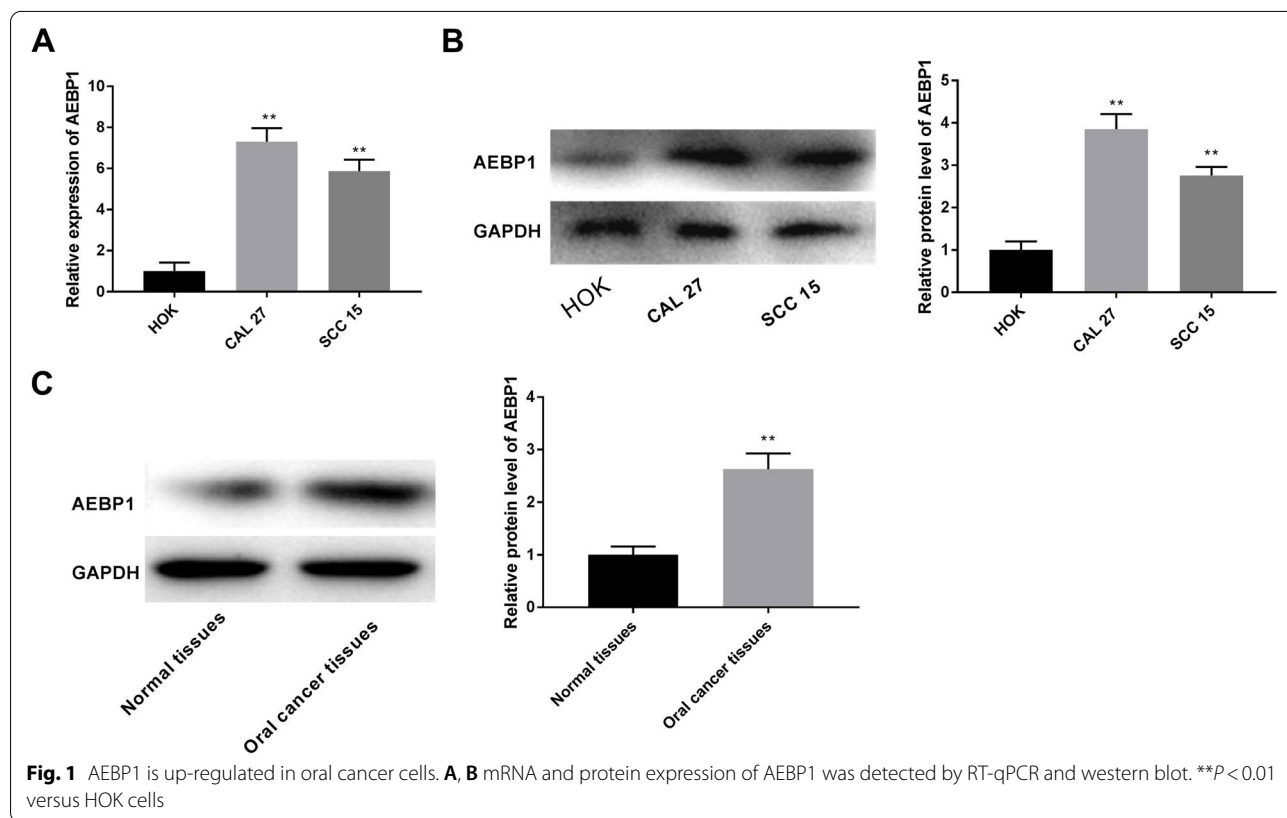 A
Relative expression of AEBP1
10
8
6
4
2
0
**
**
HOK
CAL 27
SCC 15
B
AEBP1
GAPDH
HOK
CAL 27
SCC 15
Relative protein level of AEBP1
5
4
3
2
1
0
**
**
HOK
CAL 27
SCC 15
C
AEBP1
GAPDH
Normal tissues
Oral cancer tissues
Relative protein level of AEBP1
4
3
2
1
0
**
Normal tissues
Oral cancer tissues
Fig. 1 AEBP1 is up-regulated in oral cancer cells. A, B mRNA and protein expression of AEBP1 was detected by RT-qPCR and western blot. **P < 0.01
versus HOK cells